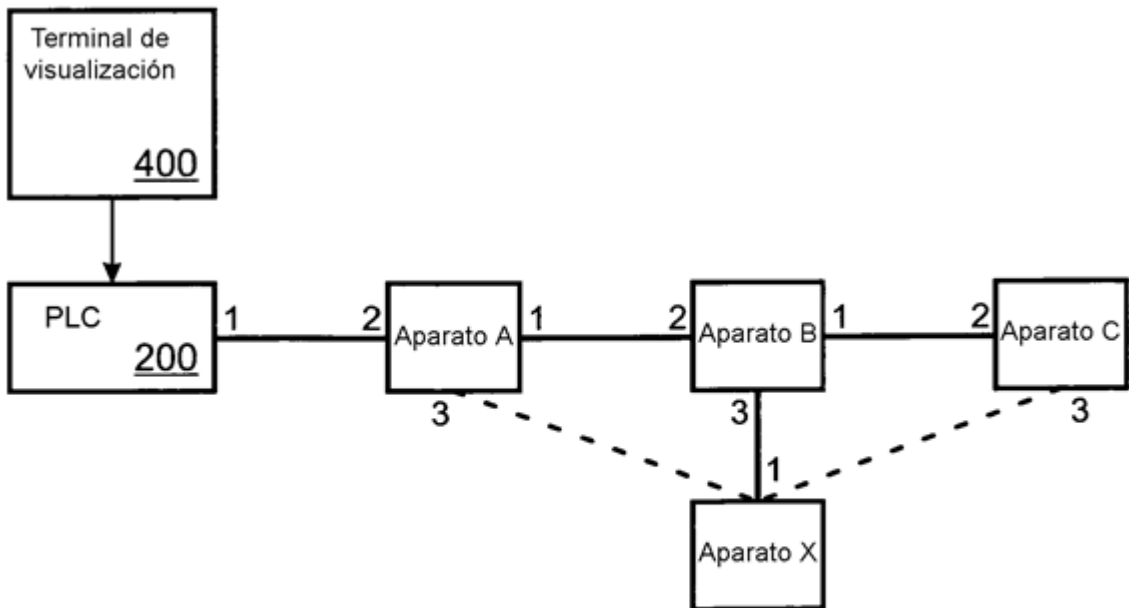 Terminal de
visualización
400
PLC
200
1
2
Aparato A
1
2
Aparato B
1
2
Aparato C
3
3
3
1
Aparato X